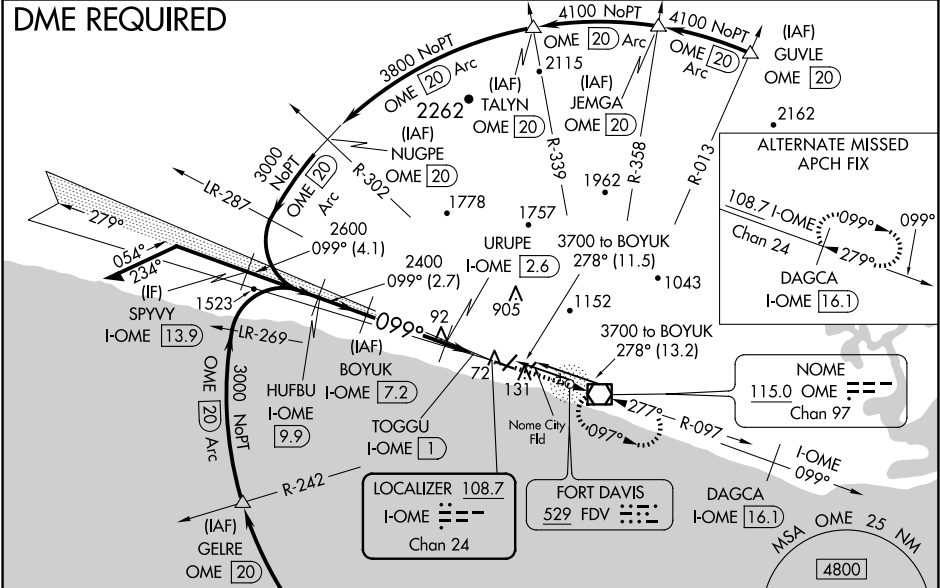 DME REQUIRED
4100 NoPT
4100 NoPT
OME 20 Arc
OME 20 Arc
(IAF)
GUVLE
OME 20
3800 NoPT
OME 20 Arc
2115
2262
(IAF)
TALYN
OME 20
(IAF)
JEMGA
OME 20
2162
(IAF)
NUGPE
OME 20
3000
NoPT
OME 20
Arc
R-302
R-339
R-358
R-013
ALTERNATE MISSED
APCH FIX
108.7 I-OME
Chan 24
099°
279°
099°
DAGCA
I-OME 16.1
LR-287
1778
1962
1757
279°
2600
099° (4.1)
URUPE
I-OME 2.6
3700 to BOYUK
278° (11.5)
054°
234°
2400
099° (2.7)
905
1043
1152
(IF)
SPYVY
I-OME 13.9
1523
LR-269
099°
92
3700 to BOYUK
278° (13.2)
(IAF)
BOYUK
I-OME 7.2
72
131
NOME
115.0 OME
Chan 97
3000 NoPT
OME 20 Arc
HUFBU
I-OME
9.9
TOGGU
I-OME 1
Nome City
Fld
097°
277°
R-097
I-OME
099°
R-242
LOCALIZER 108.7
I-OME
Chan 24
FORT DAVIS
529 FDV
DAGCA
I-OME 16.1
(IAF)
GELRE
OME 20
MSA OME 25 NM
4800